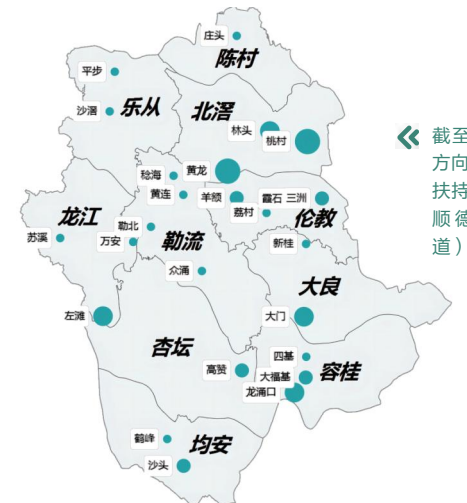 庄头
陈村
平步
乐从
沙滘
北滘
林头
桃村
稔海
黄龙
黄连
羊额
霞石 三洲
荔村
伦教
龙江
苏溪
勒北
万安
勒流
新桂
众涌
大良
左滩
大门
杏坛
四基
高赞
大福基
容桂
龙涌口
鹤峰
均安
沙头
截至
方向
扶持
顺德
道）